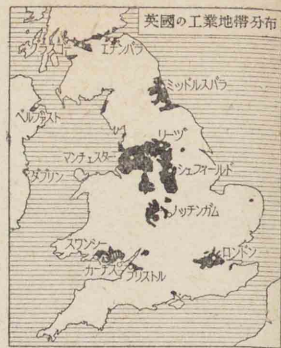 英國の工業地帯分布
グラスゴー
エヂンバラ
ミッドルスバラ
ベルファスト
リーヅ
マンチェスター
シェフィールド
ダブリン
ノッチンガム
スワンシー
ロンドン
カーヂフ
ブリストル